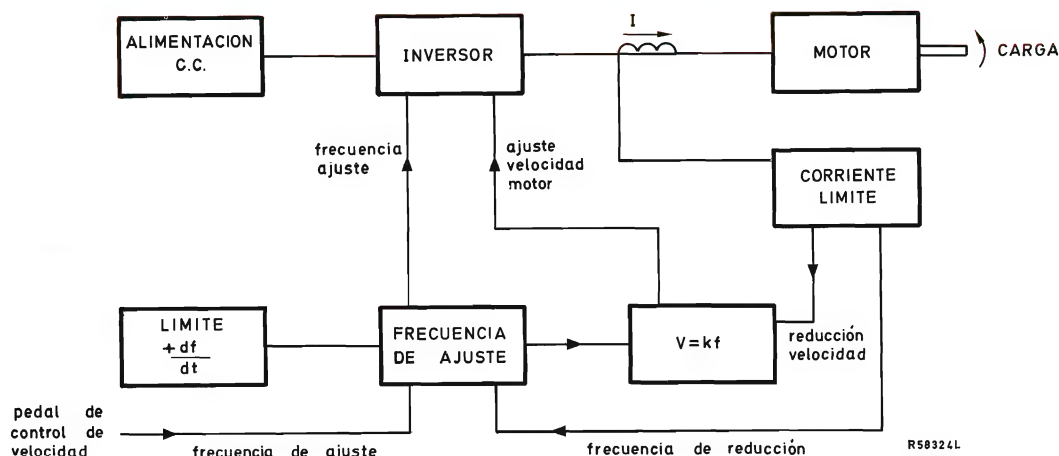 ALIMENTACION
C.C.
INVERSOR
I
MOTOR
CARGA
frecuencia
ajuste
ajuste
velocidad
motor
CORRIENTE
LIMITE
LIMITE
+df
dt
FRECUENCIA
DE AJUSTE
V=kf
reducción
velocidad
pedal de
control de
velocidad
frecuencia de ajuste
frecuencia de reducción
R58324L